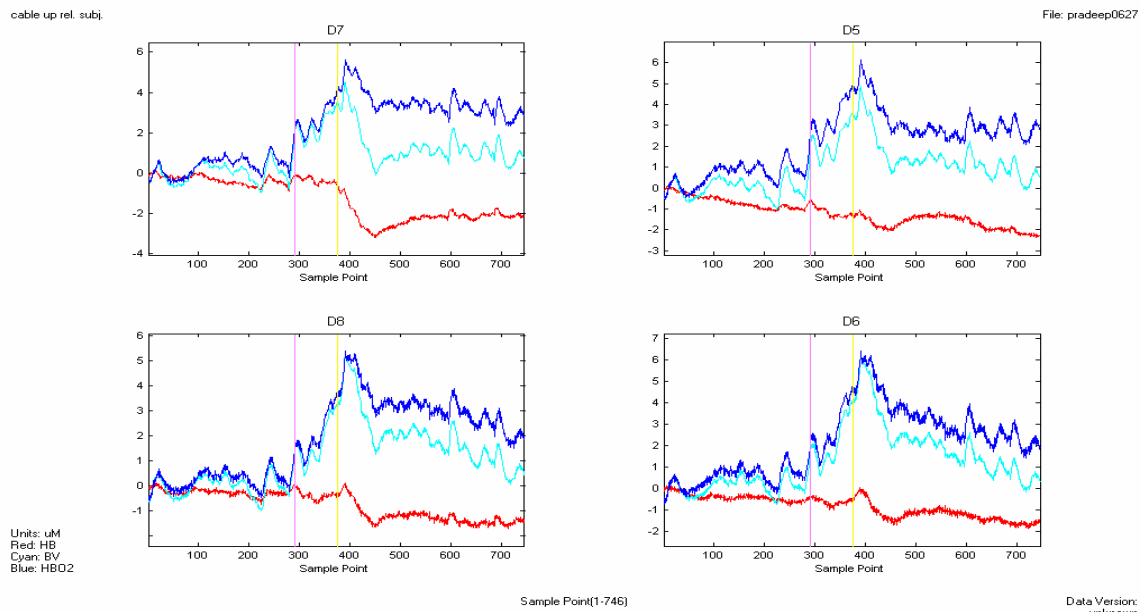 cable up rel. subj.
File: pradeep0627
D7
6
4
2
0
-2
-4
100 200 300 400 500 600 700
Sample Point
D5
6
5
4
3
2
1
0
-1
-2
-3
100 200 300 400 500 600 700
Sample Point
D8
6
5
4
3
2
1
0
-1
100 200 300 400 500 600 700
Sample Point
D6
7
6
5
4
3
2
1
0
-1
-2
100 200 300 400 500 600 700
Sample Point
Units: uM
Red: HB
Cyan: BV
Blue: HBO2
Sample Point(1-746)
Data Version: